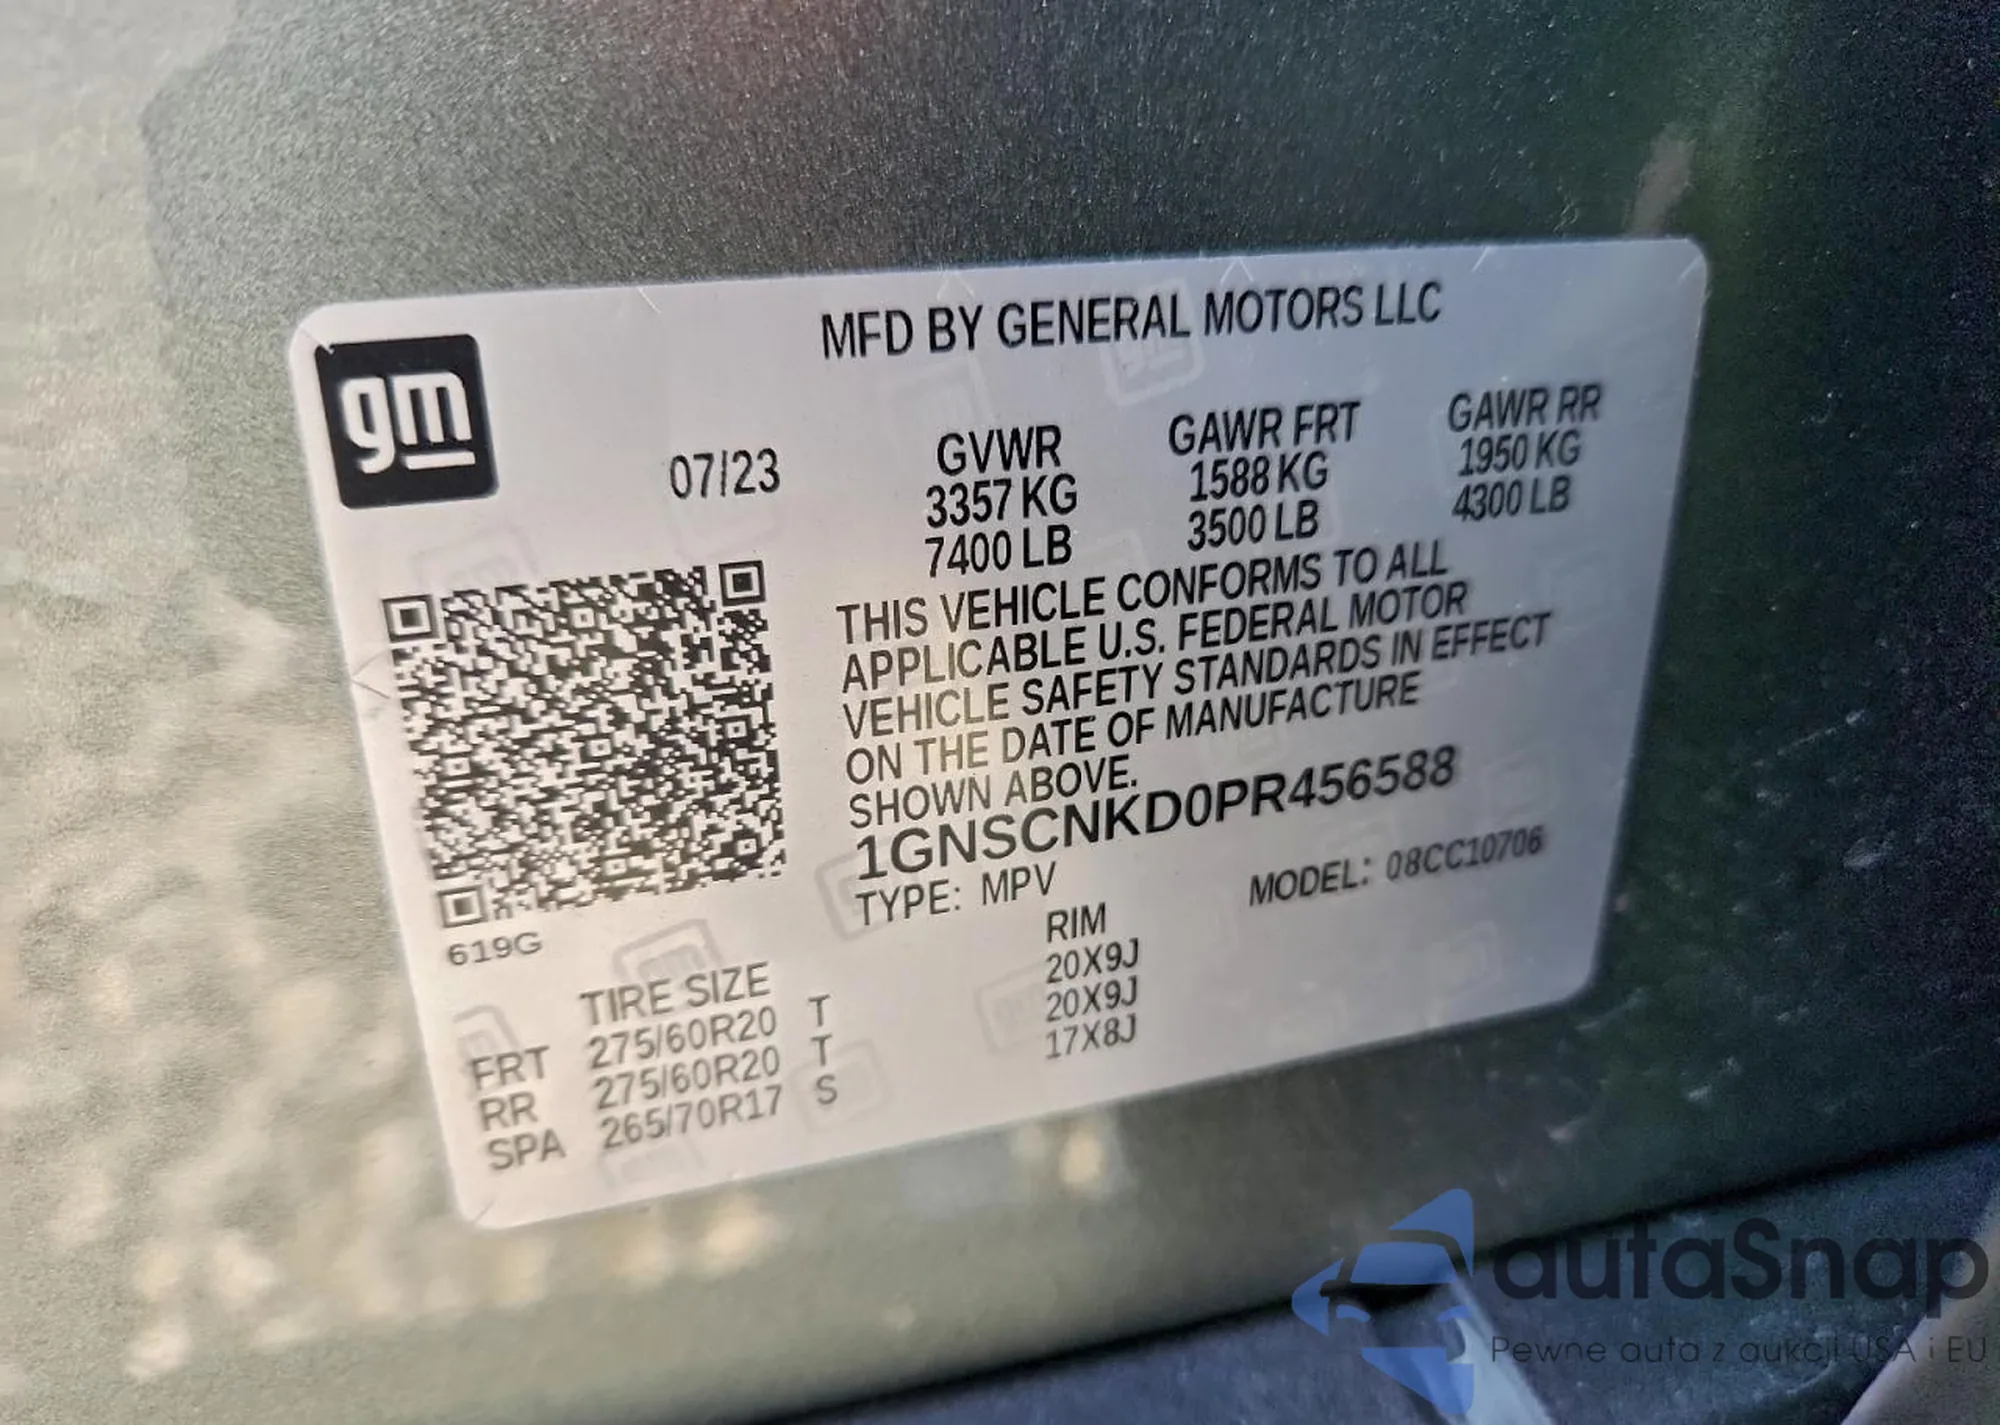 MFD BY GENERAL MOTORS LLC
gm
07/23
GVWR GAWR FRT GAWR RR
3357 KG 1588 KG 1950 KG
7400 LB 3500 LB 4300 LB
THIS VEHICLE CONFORMS TO ALL
APPLICABLE U.S. FEDERAL MOTOR
VEHICLE SAFETY STANDARDS IN EFFECT
ON THE DATE OF MANUFACTURE
SHOWN ABOVE.
1GNSCNKD0PR456588
TYPE: MPV MODEL: 08CC10706
619G
TIRE SIZE RIM
FRT 275/60R20 T 20X9J
RR 275/60R20 T 20X9J
SPA 265/70R17 S 17X8J
autaSnap
Pewne auta z aukcji USA i EU